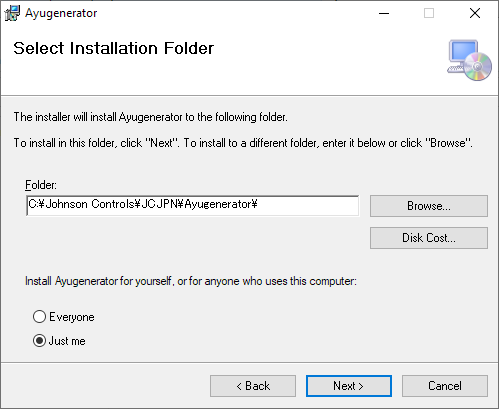 Ayugenerator
Select Installation Folder
The installer will install Ayugenerator to the following folder.
To install in this folder, click "Next". To install to a different folder, enter it below or click "Browse".
Folder:
C:¥Johnson Controls¥JCJPN¥Ayugenerator¥
Browse...
Disk Cost...
Install Ayugenerator for yourself, or for anyone who uses this computer:
Everyone
Just me
< Back
Next >
Cancel